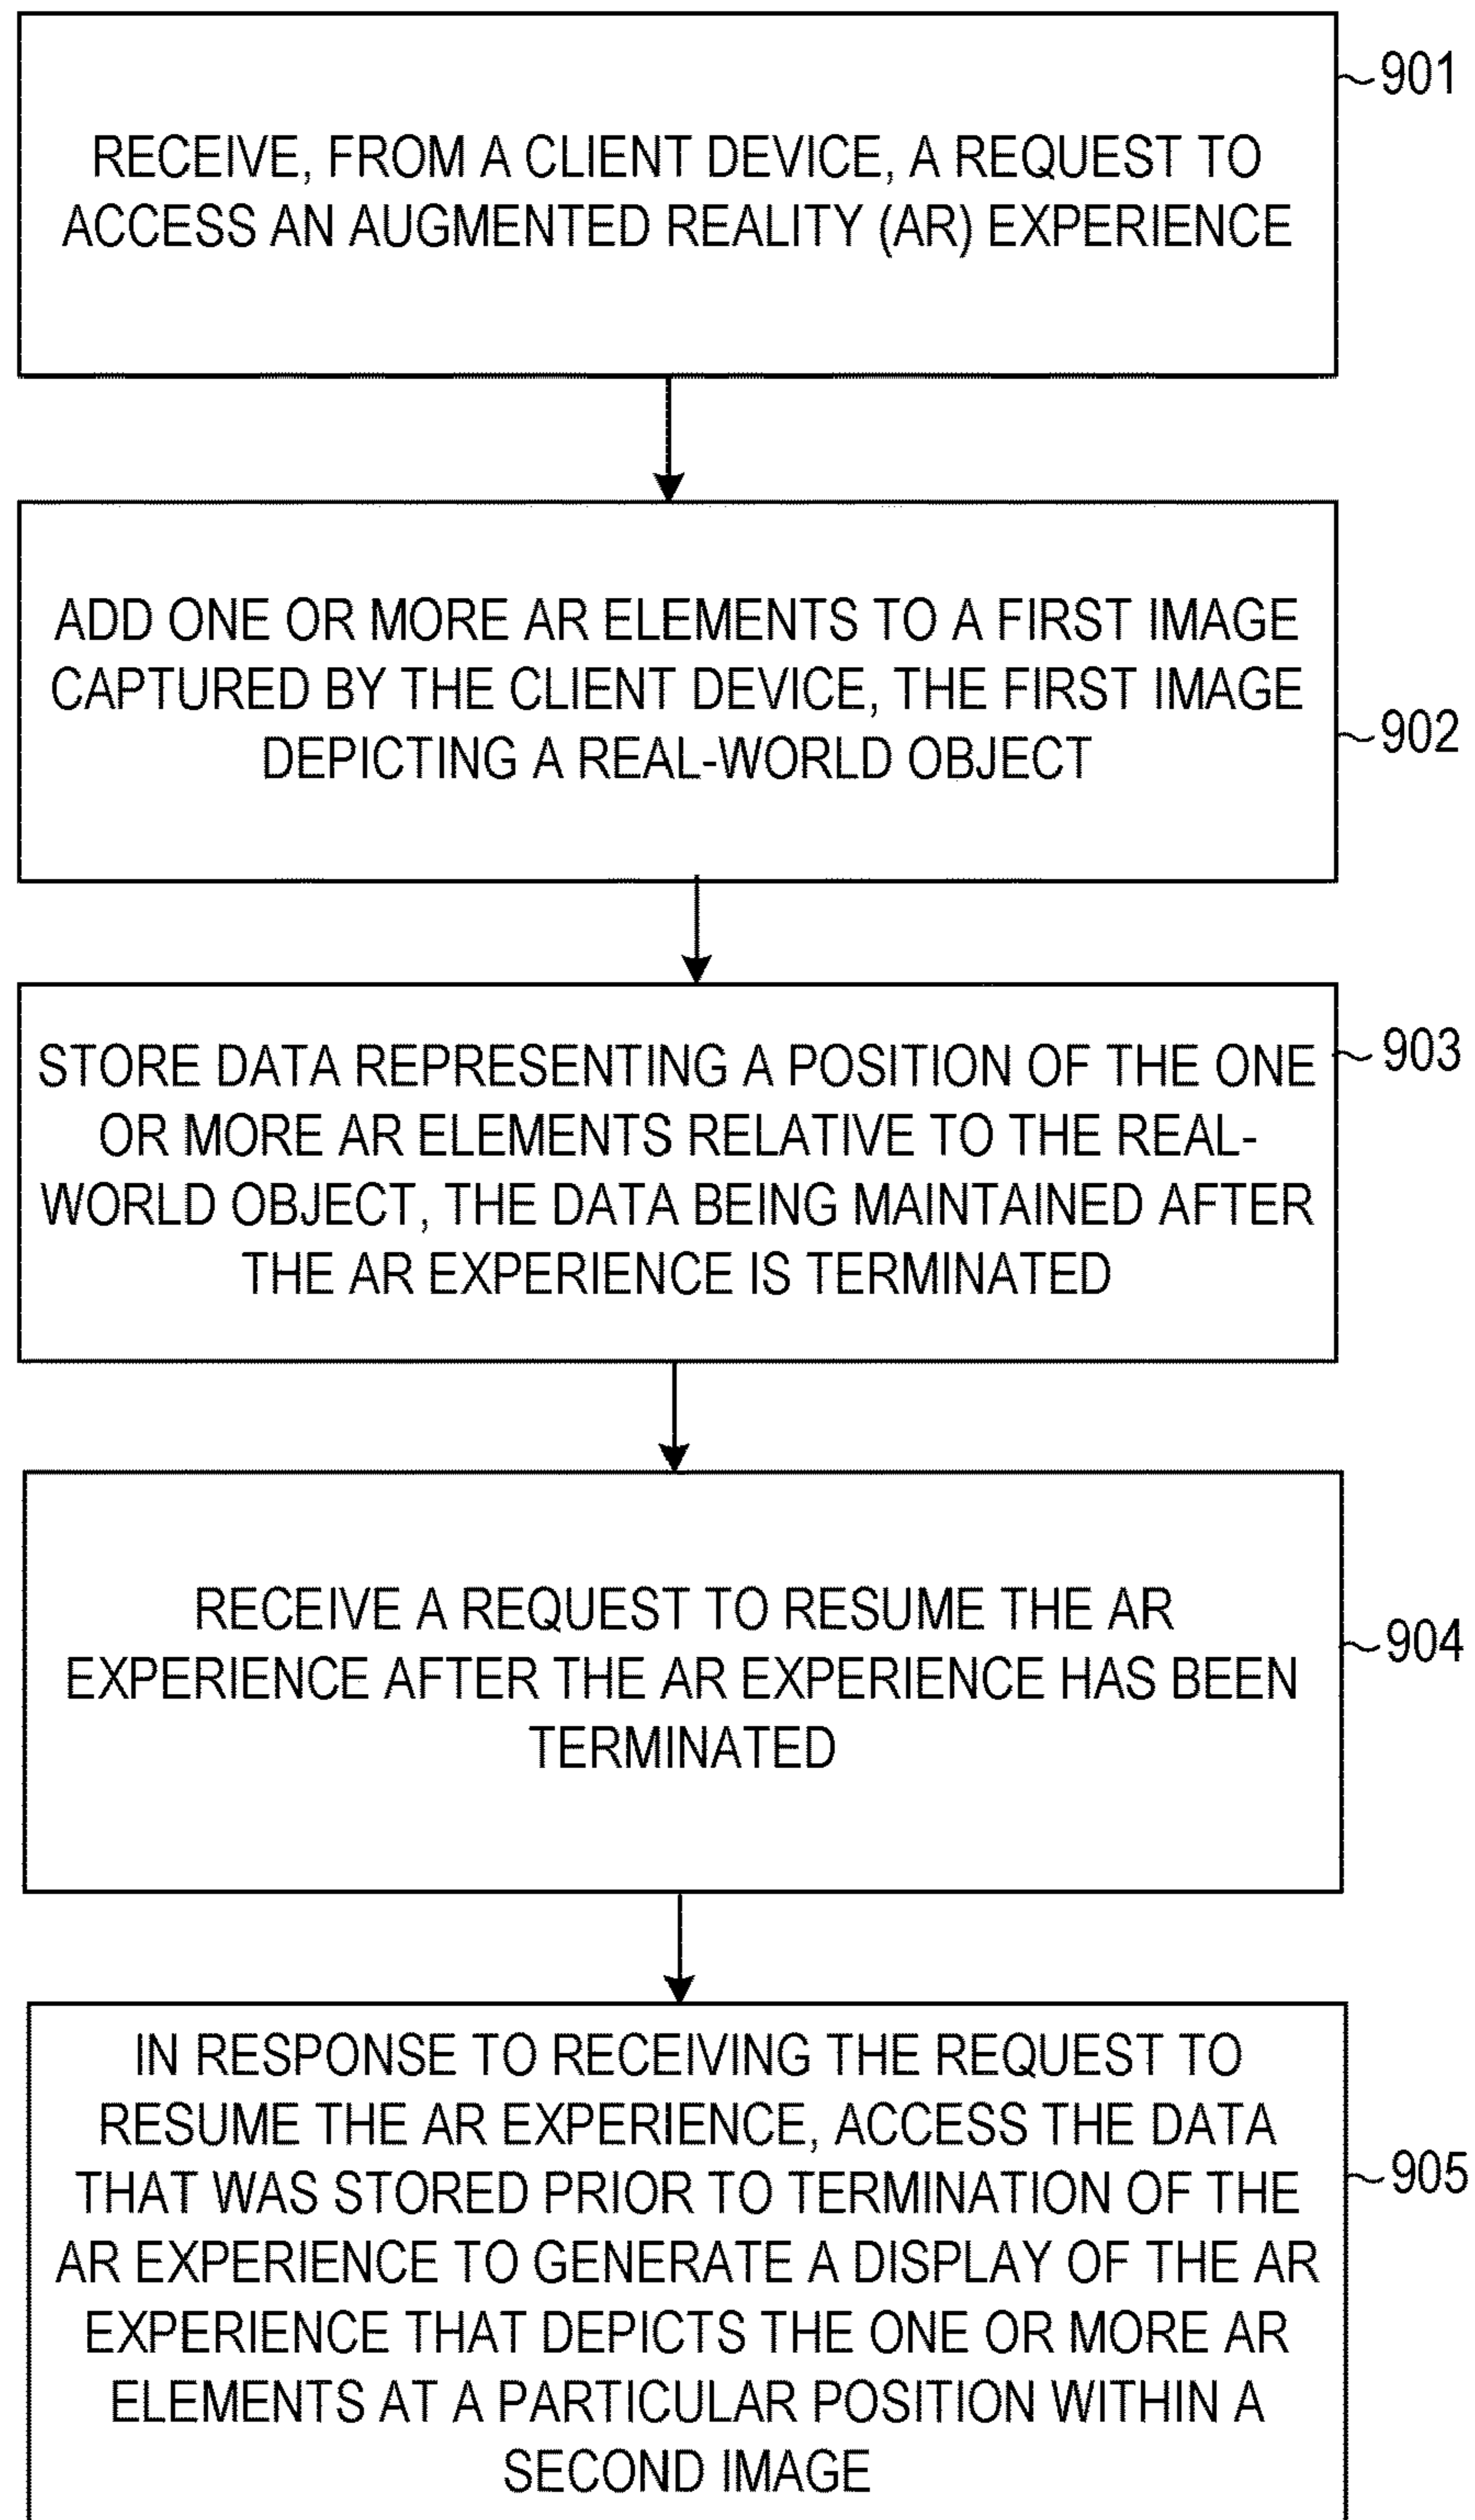 901
RECEIVE, FROM A CLIENT DEVICE, A REQUEST TO
ACCESS AN AUGMENTED REALITY (AR) EXPERIENCE
ADD ONE OR MORE AR ELEMENTS TO A FIRST IMAGE
CAPTURED BY THE CLIENT DEVICE, THE FIRST IMAGE
DEPICTING A REAL-WORLD OBJECT
902
STORE DATA REPRESENTING A POSITION OF THE ONE
OR MORE AR ELEMENTS RELATIVE TO THE REAL-
WORLD OBJECT, THE DATA BEING MAINTAINED AFTER
THE AR EXPERIENCE IS TERMINATED
903
RECEIVE A REQUEST TO RESUME THE AR
EXPERIENCE AFTER THE AR EXPERIENCE HAS BEEN
TERMINATED
904
IN RESPONSE TO RECEIVING THE REQUEST TO
RESUME THE AR EXPERIENCE, ACCESS THE DATA
THAT WAS STORED PRIOR TO TERMINATION OF THE
AR EXPERIENCE TO GENERATE A DISPLAY OF THE AR
EXPERIENCE THAT DEPICTS THE ONE OR MORE AR
ELEMENTS AT A PARTICULAR POSITION WITHIN A
SECOND IMAGE
905